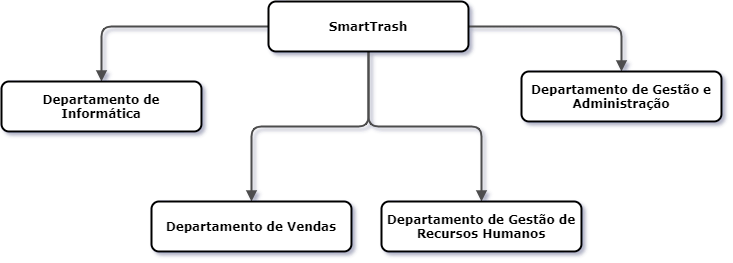 SmartTrash
Departamento de
Informática
Departamento de Gestão e
Administração
Departamento de Vendas
Departamento de Gestão de
Recursos Humanos